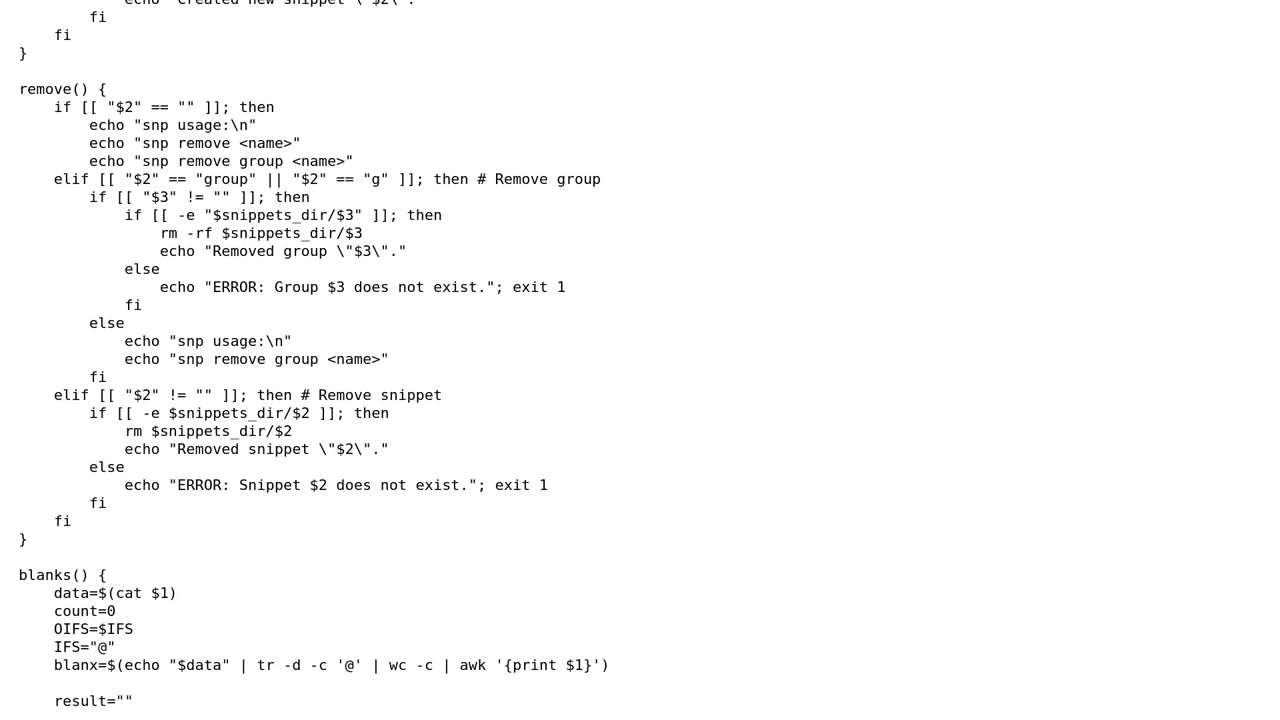 echo "Created new snippet \"$2\"."
            fi
        fi
}

remove() {
    if [[ "$2" == "" ]]; then
        echo "snp usage:\n"
        echo "snp remove <name>"
        echo "snp remove group <name>"
    elif [[ "$2" == "group" || "$2" == "g" ]]; then # Remove group
        if [[ "$3" != "" ]]; then
            if [[ -e "$snippets_dir/$3" ]]; then
                rm -rf $snippets_dir/$3
                echo "Removed group \"$3\"."
            else
                echo "ERROR: Group $3 does not exist."; exit 1
            fi
        else
            echo "snp usage:\n"
            echo "snp remove group <name>"
        fi
    elif [[ "$2" != "" ]]; then # Remove snippet
        if [[ -e $snippets_dir/$2 ]]; then
            rm $snippets_dir/$2
            echo "Removed snippet \"$2\"."
        else
            echo "ERROR: Snippet $2 does not exist."; exit 1
        fi
    fi
}

blanks() {
    data=$(cat $1)
    count=0
    OIFS=$IFS
    IFS="@"
    blanx=$(echo "$data" | tr -d -c '@' | wc -c | awk '{print $1}')

    result=""